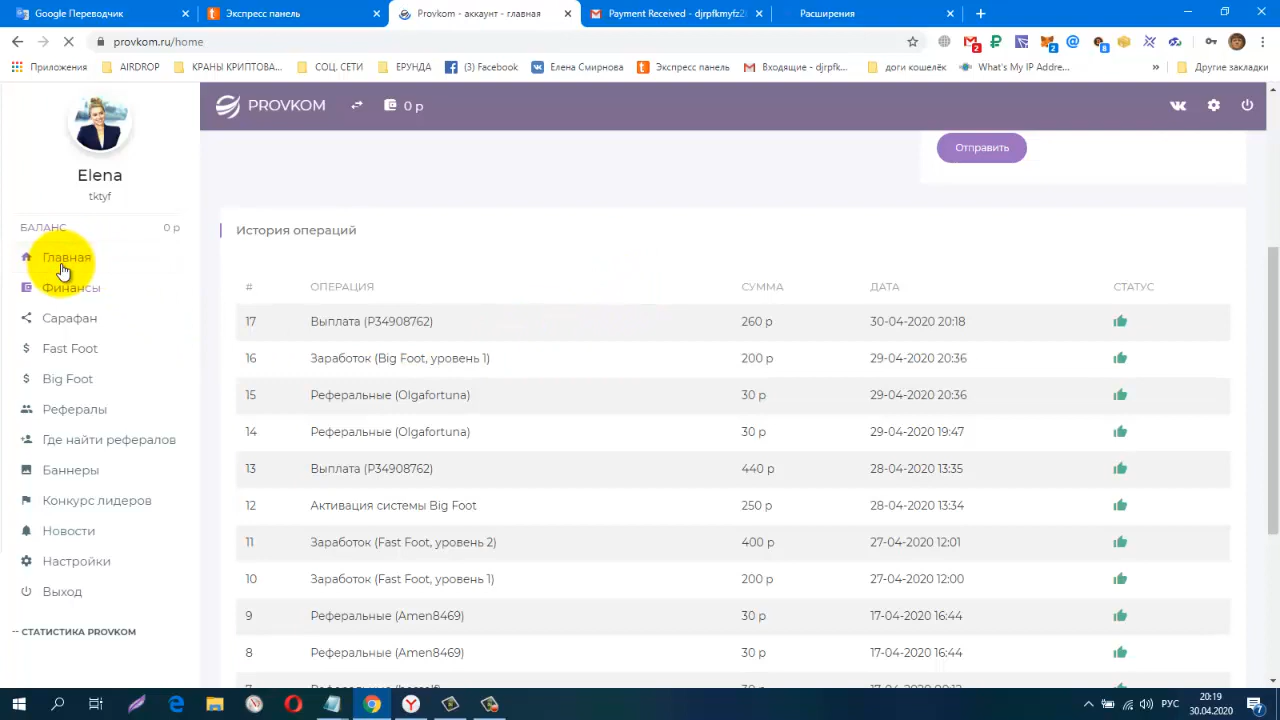 Google Переводчик
Экспресс панель
Provkom - аккаунт - главная
Payment Received - djrpfkmyfz2(
Расширения
provkom.ru/home
2
2
8
Приложения
AIRDROP
КРАНЫ КРИПТОВА...
СОЦ. СЕТИ
ЕРУНДА
(3) Facebook
Елена Смирнова
Экспресс панель
Входящие - djrpfk...
доги кошелёк
What's My IP Addre...
»
Другие закладки
PROVKOM
0 р
Elena
tktyf
БАЛАНС 0 р
Главная
Финансы
Сарафан
Fast Foot
Big Foot
Рефералы
Где найти рефералов
Баннеры
Конкурс лидеров
Новости
Настройки
Выход
-- СТАТИСТИКА PROVKOM
Отправить
История операций
# ОПЕРАЦИЯ СУММА ДАТА СТАТУС
17 Выплата (P34908762) 260 р 30-04-2020 20:18
16 Заработок (Big Foot, уровень 1) 200 р 29-04-2020 20:36
15 Реферальные (Olgafortuna) 30 р 29-04-2020 20:36
14 Реферальные (Olgafortuna) 30 р 29-04-2020 19:47
13 Выплата (P34908762) 440 р 28-04-2020 13:35
12 Активация системы Big Foot 250 р 28-04-2020 13:34
11 Заработок (Fast Foot, уровень 2) 400 р 27-04-2020 12:01
10 Заработок (Fast Foot, уровень 1) 200 р 27-04-2020 12:00
9 Реферальные (Amen8469) 30 р 17-04-2020 16:44
8 Реферальные (Amen8469) 30 р 17-04-2020 16:44
РУС
20:19
30.04.2020
7